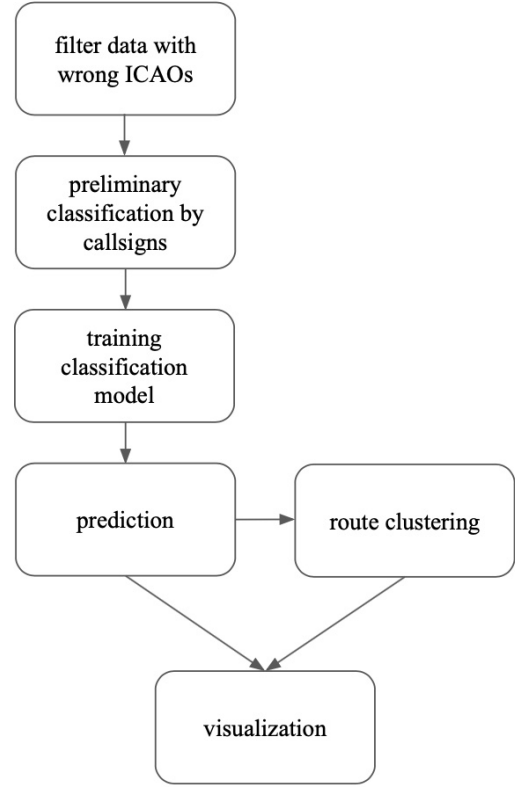 filter data with
wrong ICAOs
preliminary
classification by
callsigns
training
classification
model
prediction
route clustering
visualization